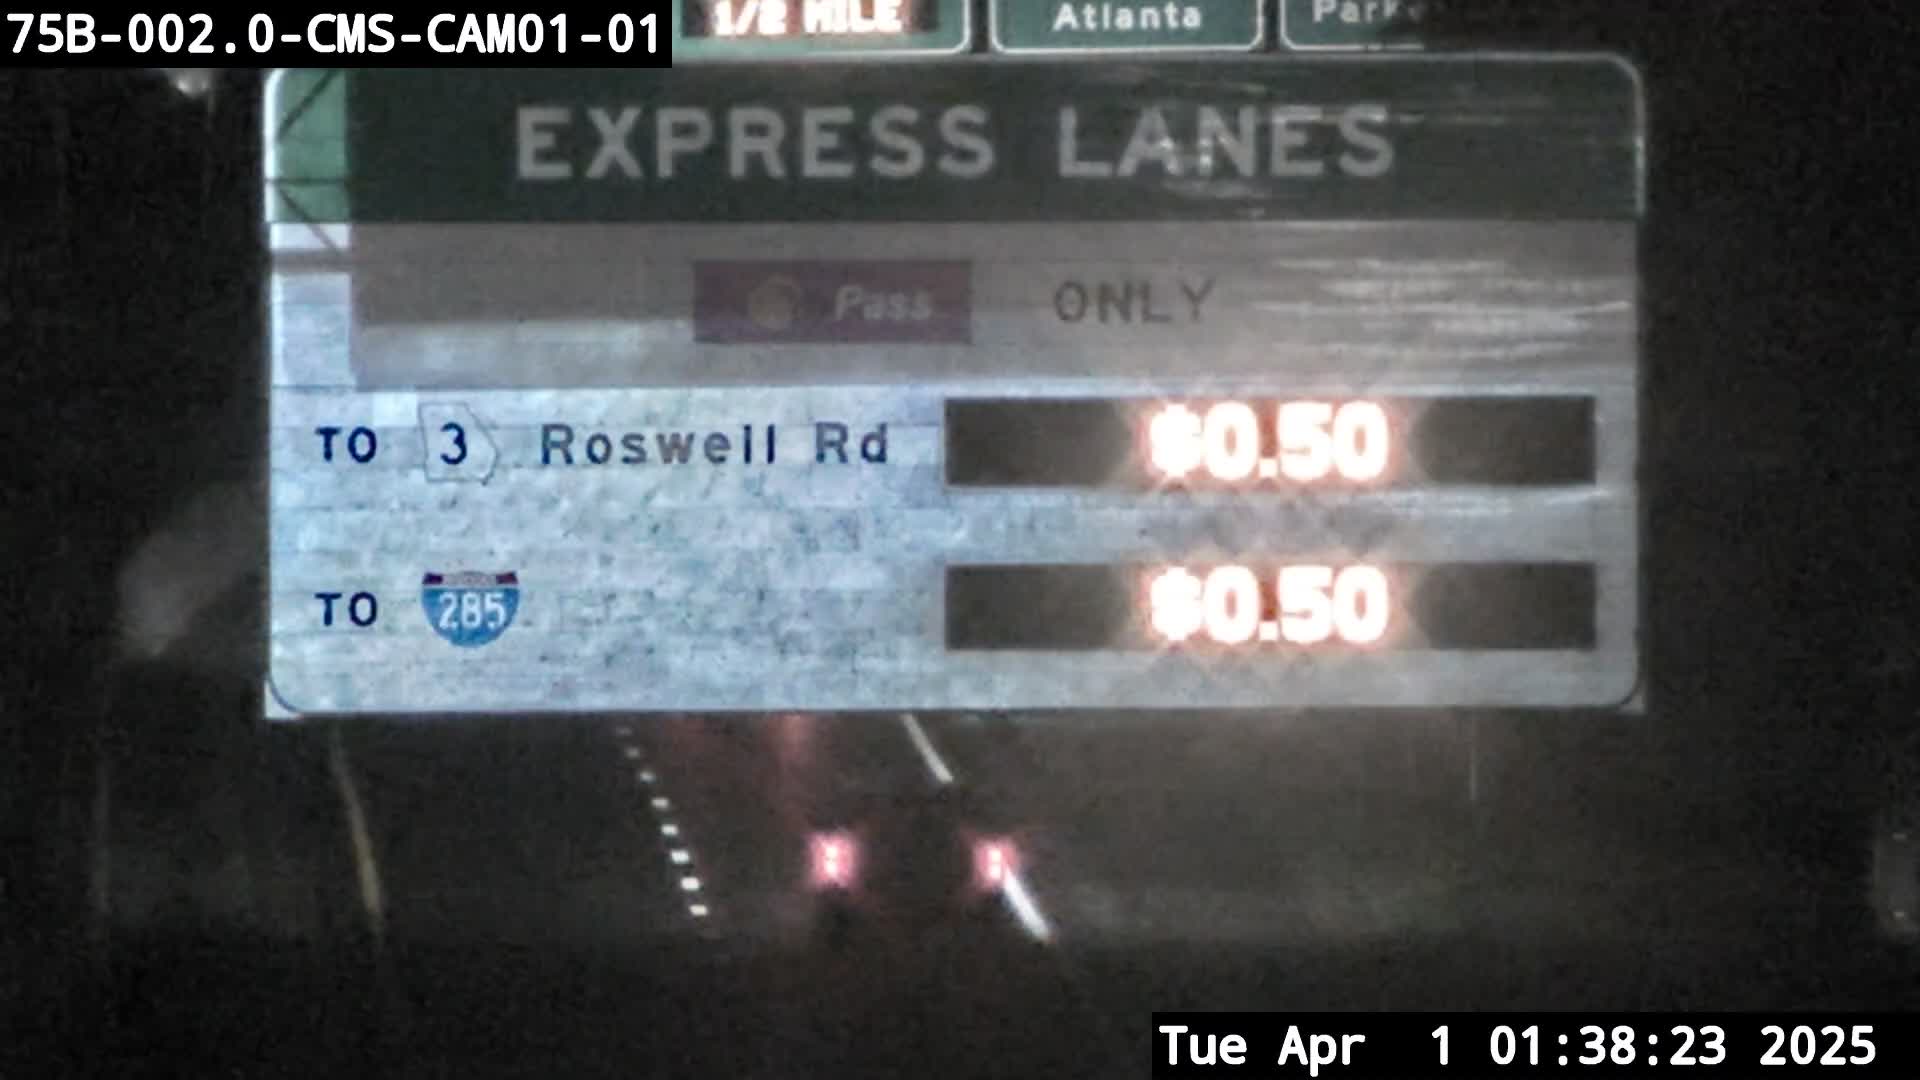 75B-002.0-CMS-CAM01-01
1/2 MILE
Atlanta
EXPRESS LANES
Pass ONLY
TO 3 Roswell Rd $0.50
TO 285 $0.50
Tue Apr 1 01:38:23 2025